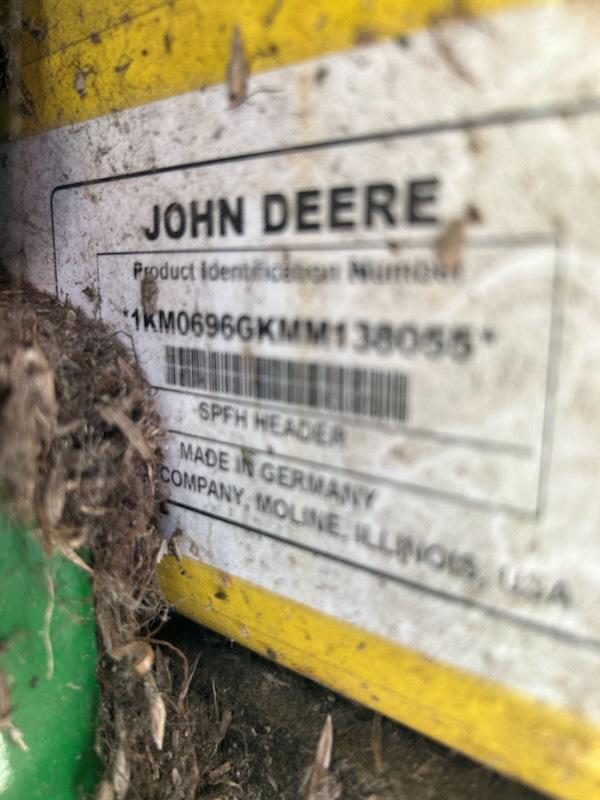 JOHN DEERE
Product Identification Number
*1KM0696GKMM138055*
SPFH HEADER
MADE IN GERMANY
COMPANY, MOLINE, ILLINOIS, USA